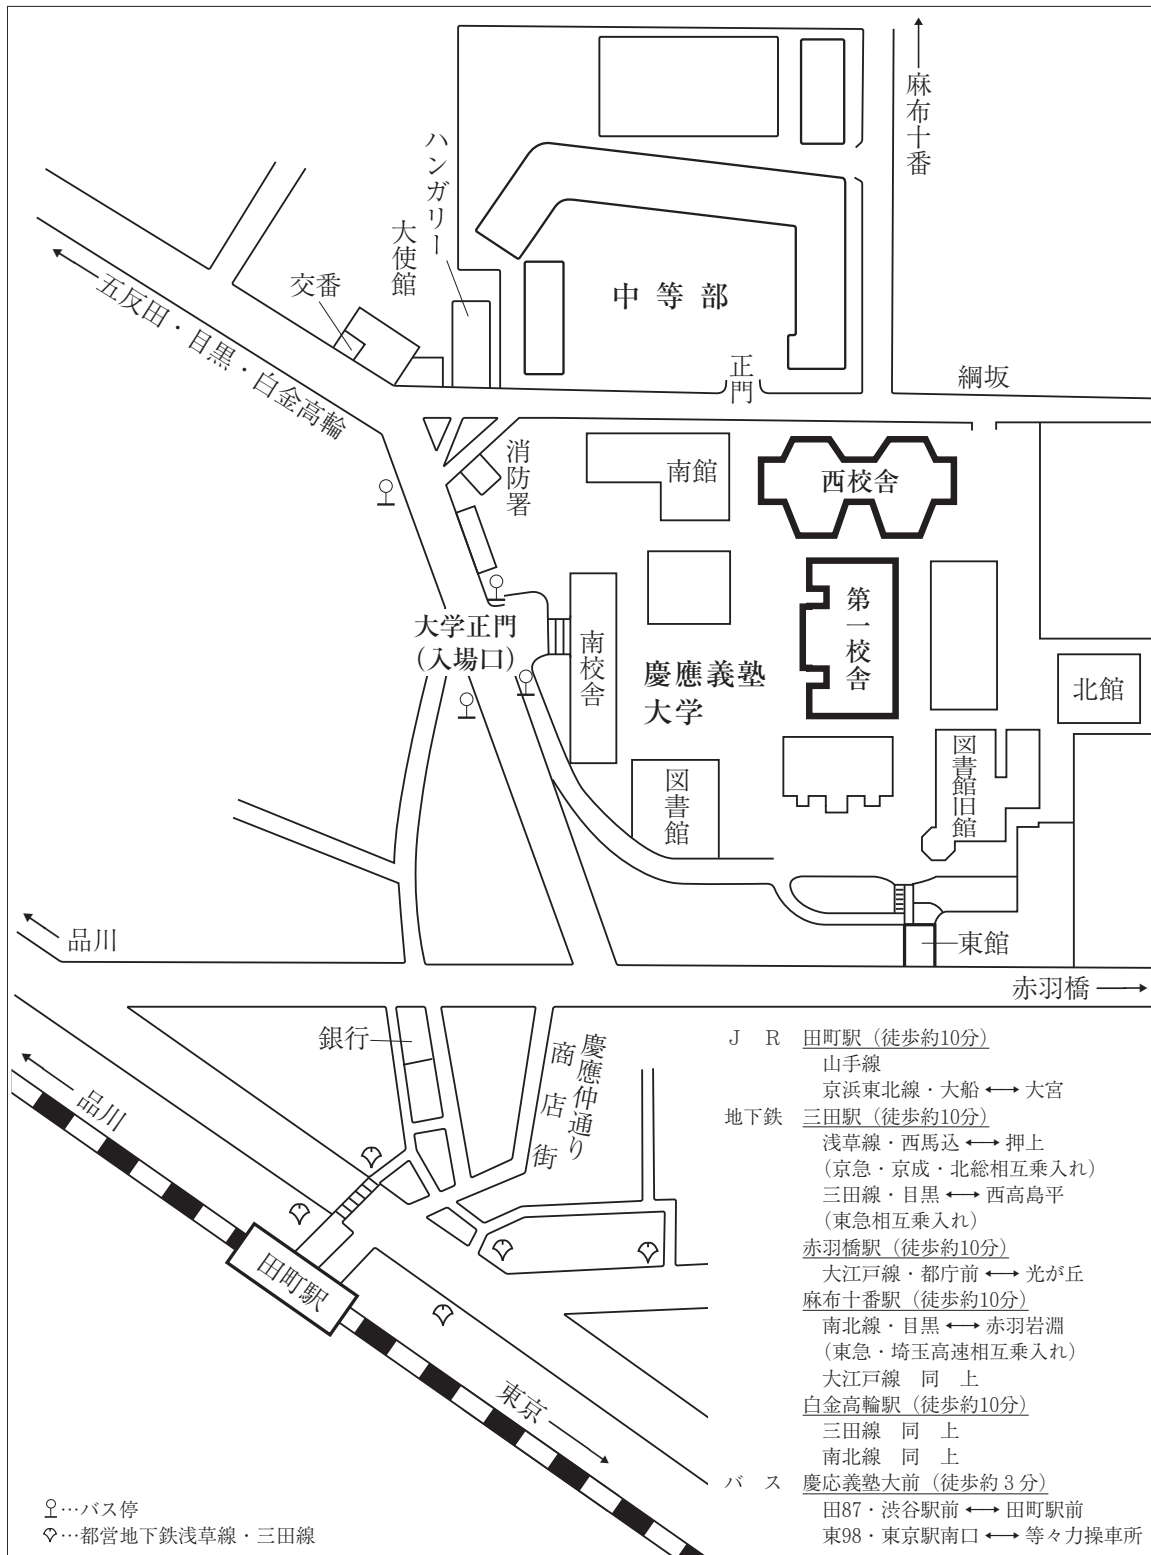 麻布十番
ハンガリー
大使館
交番
五反田・目黒・白金高輪
中等部
正門
綱坂
消防署
南館
西校舎
第一校舎
大学正門
(入場口)
南校舎
慶應義塾
大学
北館
図書館
図書館旧館
品川
東館
赤羽橋
銀行
慶應仲通り
商店街
品川
田町駅
東京
J R 田町駅（徒歩約10分）
山手線
京浜東北線・大船⟷大宮
地下鉄 三田駅（徒歩約10分）
浅草線・西馬込⟷押上
（京急・京成・北総相互乗入れ）
三田線・目黒⟷西高島平
（東急相互乗入れ）
赤羽橋駅（徒歩約10分）
大江戸線・都庁前⟷光が丘
麻布十番駅（徒歩約10分）
南北線・目黒⟷赤羽岩淵
（東急・埼玉高速相互乗入れ）
大江戸線 同 上
白金高輪駅（徒歩約10分）
三田線 同 上
南北線 同 上
バ ス 慶応義塾大前（徒歩約３分）
田87・渋谷駅前⟷田町駅前
東98・東京駅南口⟷等々力操車所
…バス停
…都営地下鉄浅草線・三田線